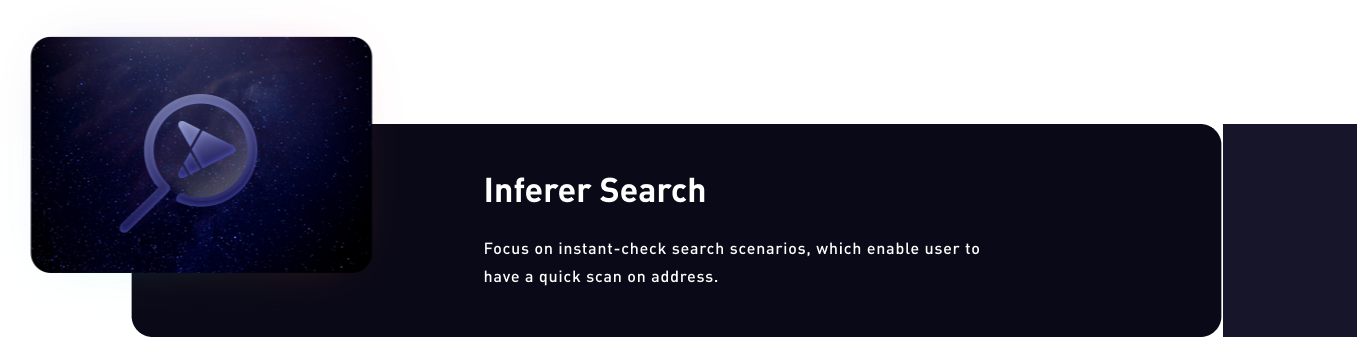 Inferer Search
Focus on instant-check search scenarios, which enable user to
have a quick scan on address.